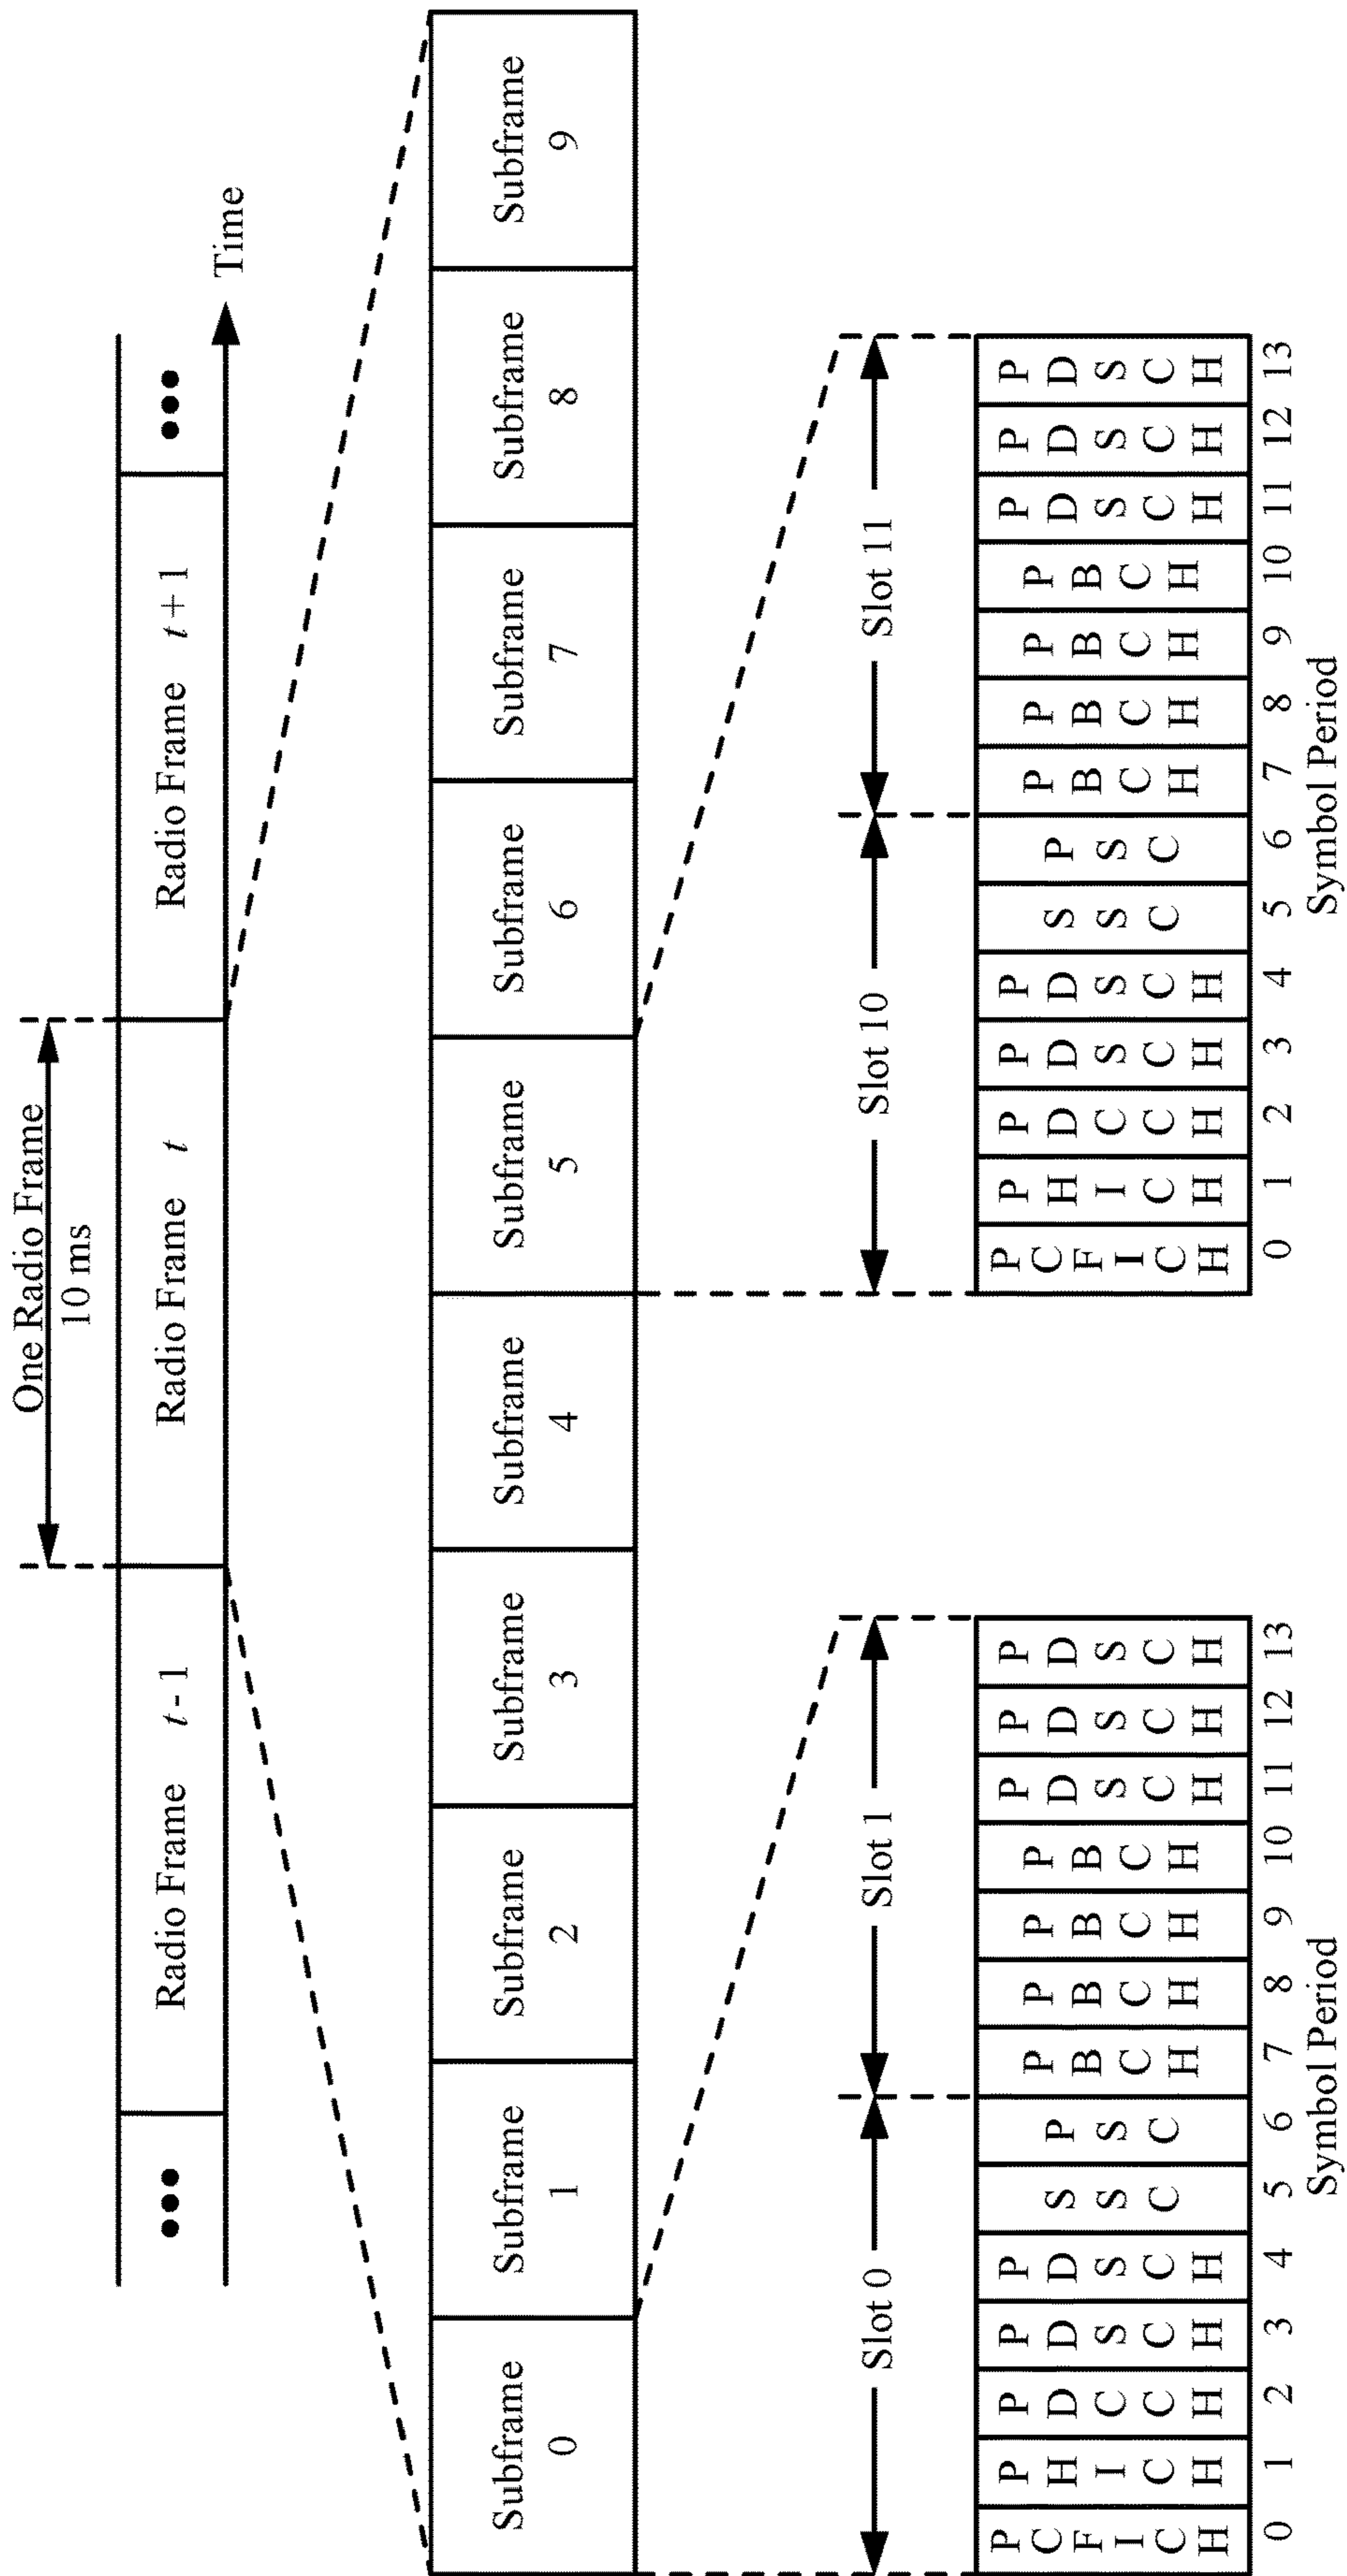 One Radio Frame
10 ms
••• Radio Frame t-1 Radio Frame t Radio Frame t+1 •••
Time
Subframe 0 Subframe 1 Subframe 2 Subframe 3 Subframe 4 Subframe 5 Subframe 6 Subframe 7 Subframe 8 Subframe 9
Slot 0 Slot 1
PCFICH PHICH PDCCH PDSCH PDSCH SSC PSC PBCH PBCH PBCH PBCH PDSCH PDSCH PDSCH
0 1 2 3 4 5 6 7 8 9 10 11 12 13
Symbol Period
Slot 10 Slot 11
PCFICH PHICH PDCCH PDSCH PDSCH SSC PSC PBCH PBCH PBCH PBCH PDSCH PDSCH PDSCH
0 1 2 3 4 5 6 7 8 9 10 11 12 13
Symbol Period